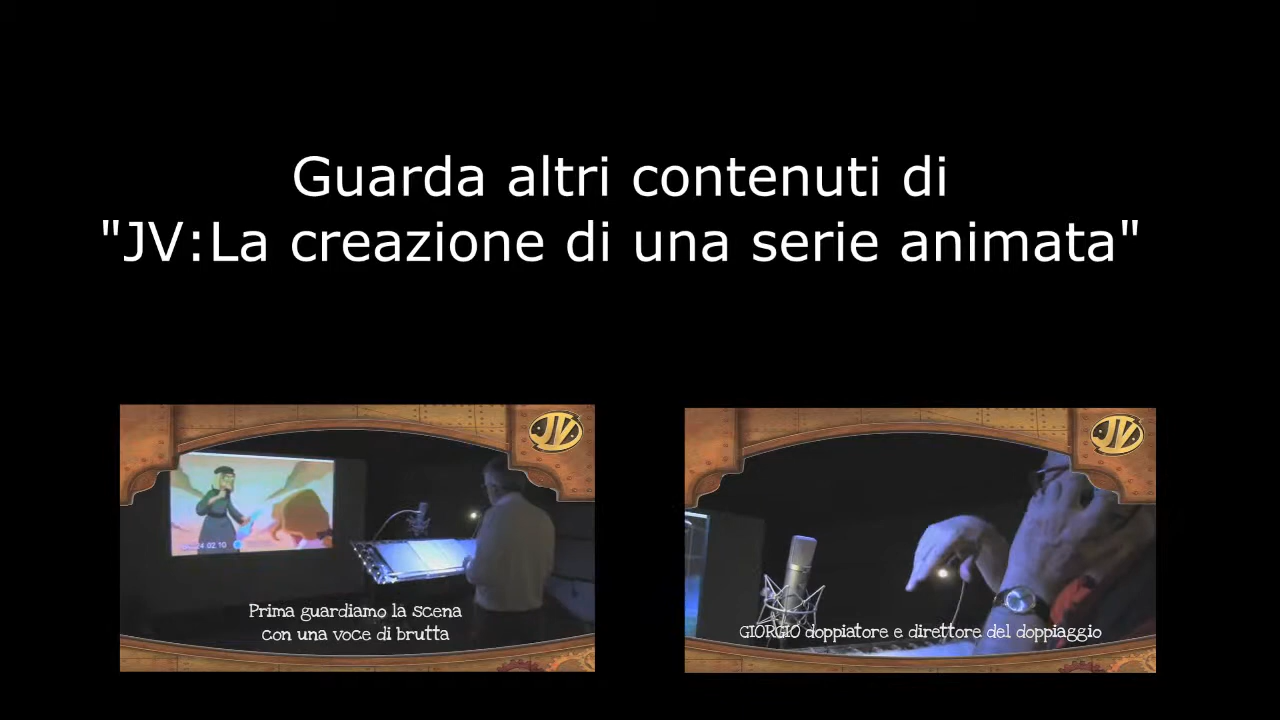 Guarda altri contenuti di
"JV:La creazione di una serie animata"
JV
JV
Prima guardiamo la scena
con una voce di brutta
GIORGIO doppiatore e direttore del doppiaggio